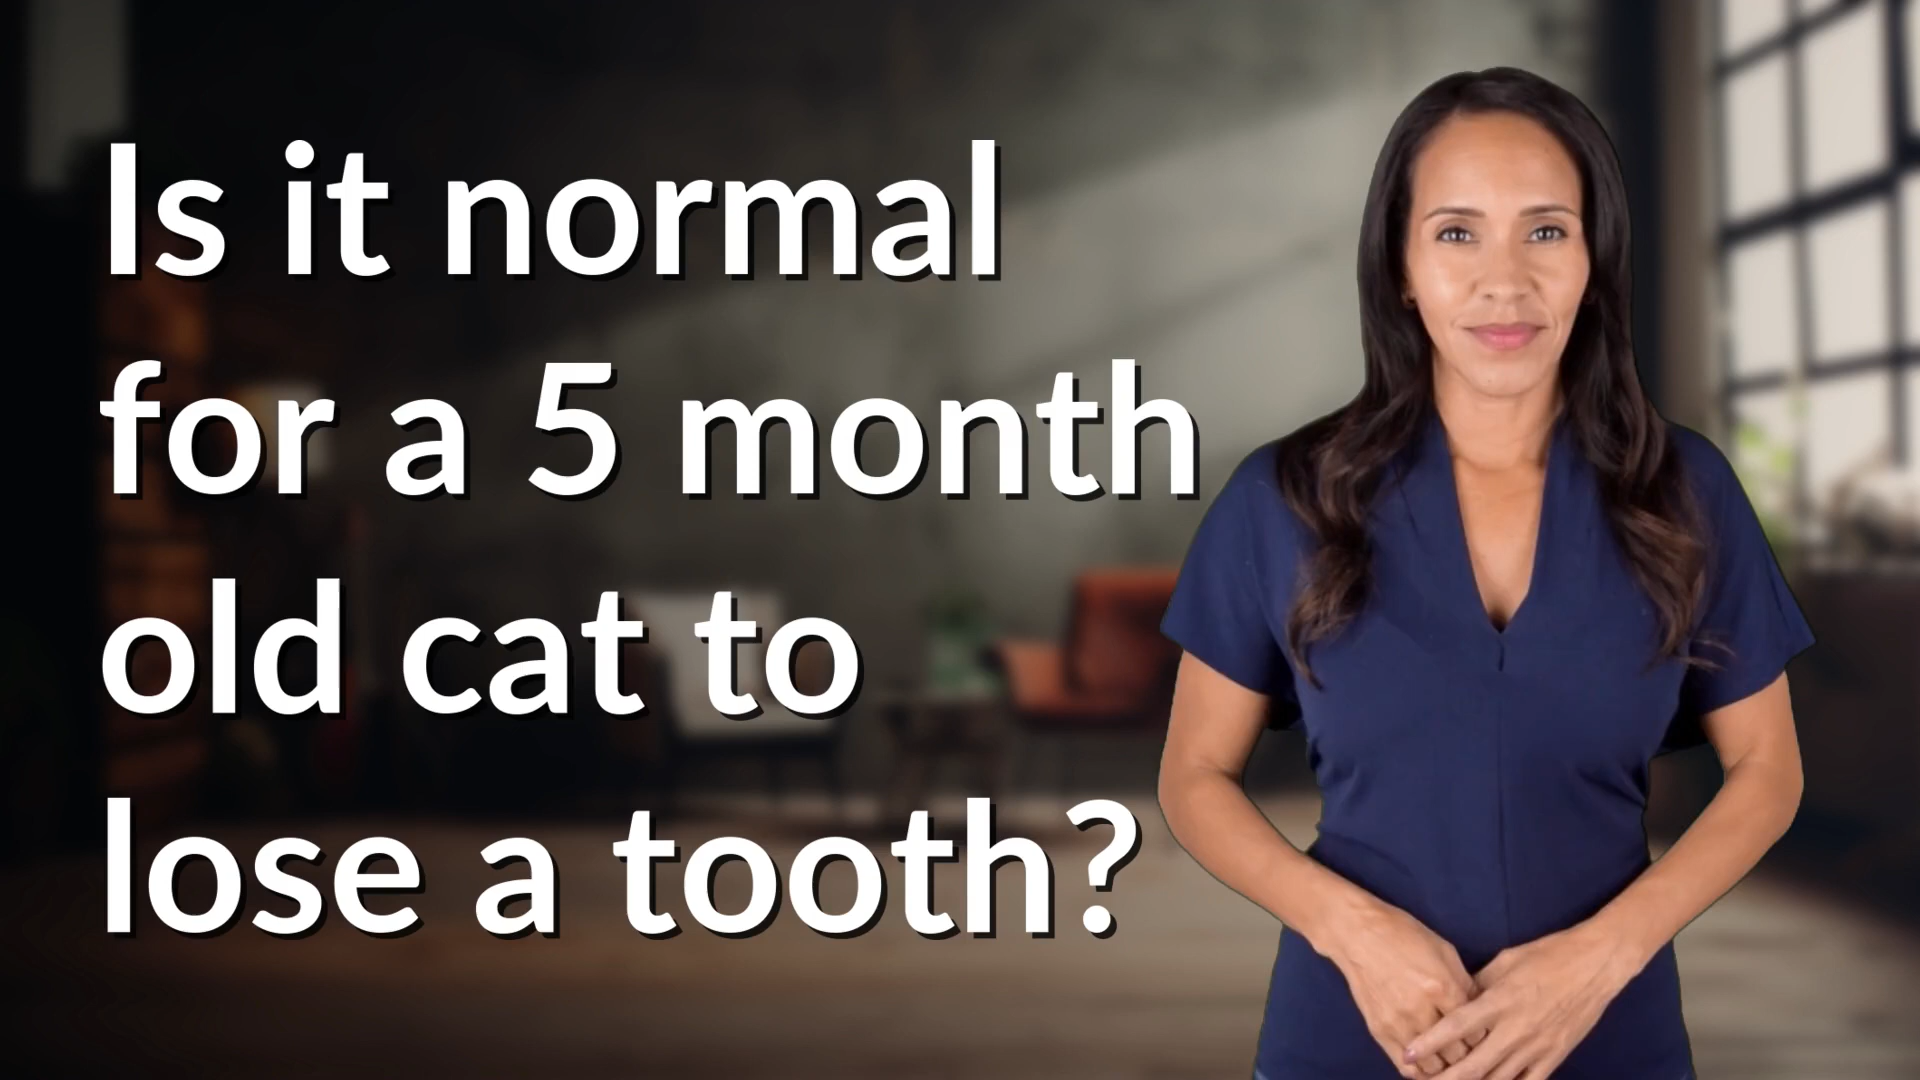 Is it normal
for a 5 month
old cat to
lose a tooth?